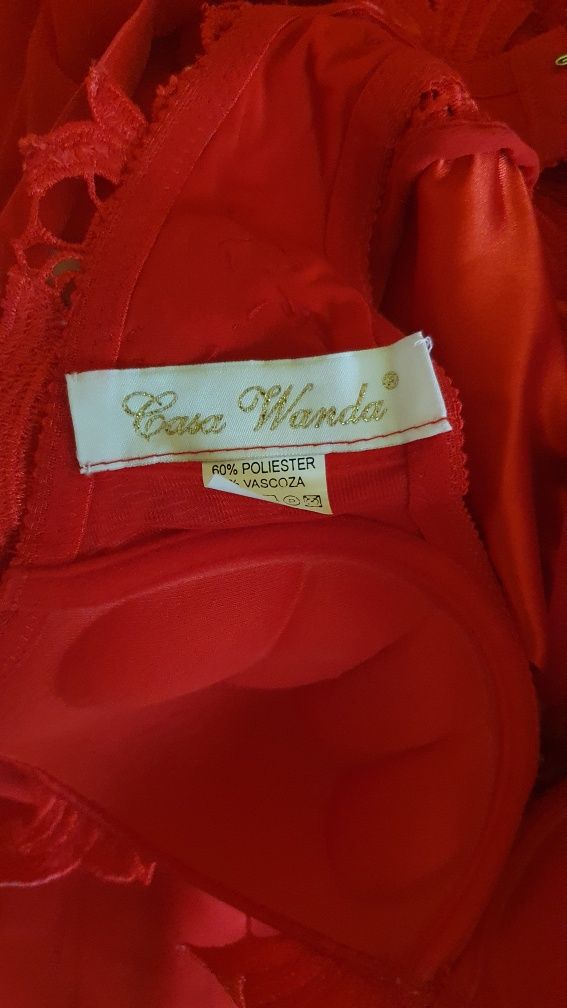 Casa Wanda®
60% POLIESTER
% VASCOZA